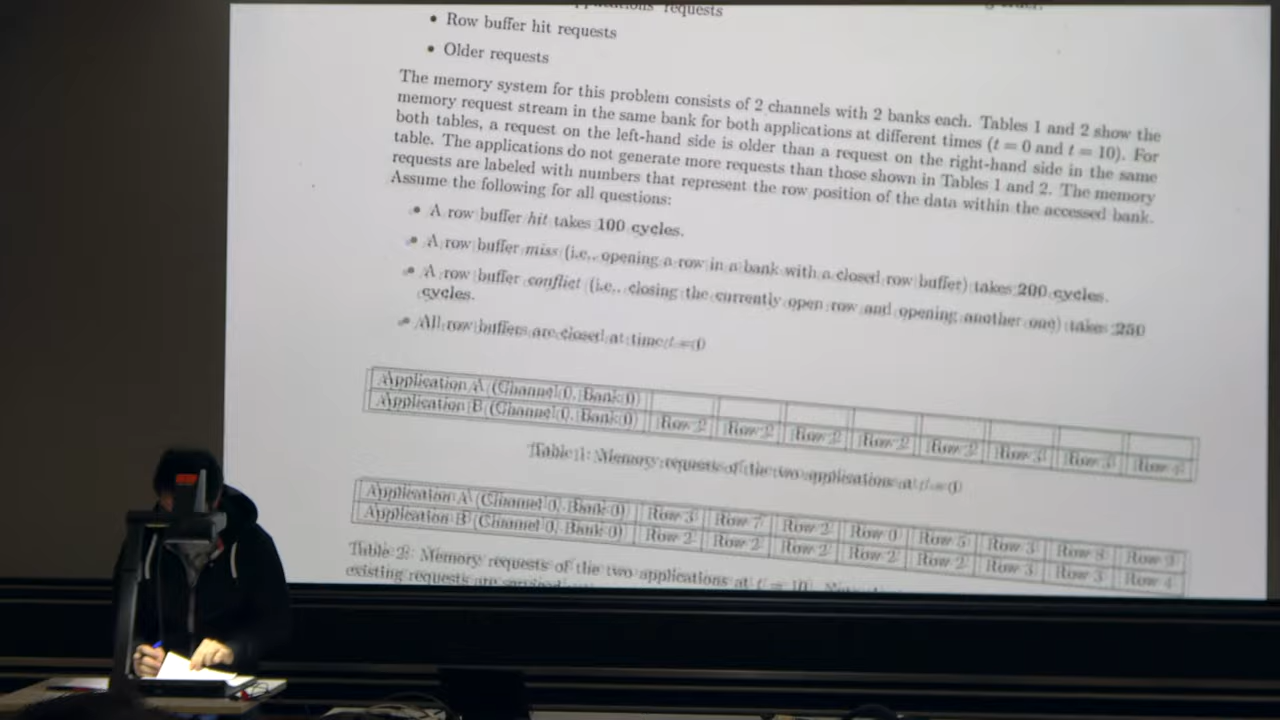 requests
• Row buffer hit requests
• Older requests
The memory system for this problem consists of 2 channels with 2 banks each. Tables 1 and 2 show the
memory request stream in the same bank for both applications at different times (t = 0 and t = 10). For
both tables, a request on the left-hand side is older than a request on the right-hand side in the same
table. The applications do not generate more requests than those shown in Tables 1 and 2. The memory
requests are labeled with numbers that represent the row position of the data within the accessed bank.
Assume the following for all questions:
• A row buffer hit takes 100 cycles.
• A row buffer miss (i.e., opening a row in a bank with a closed row buffer) takes 200 cycles.
• A row buffer conflict (i.e., closing the currently open row and opening another one) takes 250
cycles.
• All row buffers are closed at time t = 0
Application A (Channel 0, Bank 0)
Application B (Channel 0, Bank 0) Row 2 Row 2 Row 2 Row 2 Row 2 Row 3 Row 3 Row 4
Table 1: Memory requests of the two applications at t = 0
Application A (Channel 0, Bank 0) Row 3 Row 7 Row 2 Row 0 Row 5 Row 3 Row 8 Row 9
Application B (Channel 0, Bank 0) Row 2 Row 2 Row 2 Row 2 Row 2 Row 3 Row 3 Row 4
Table 2: Memory requests of the two applications at t = 10.
existing requests are